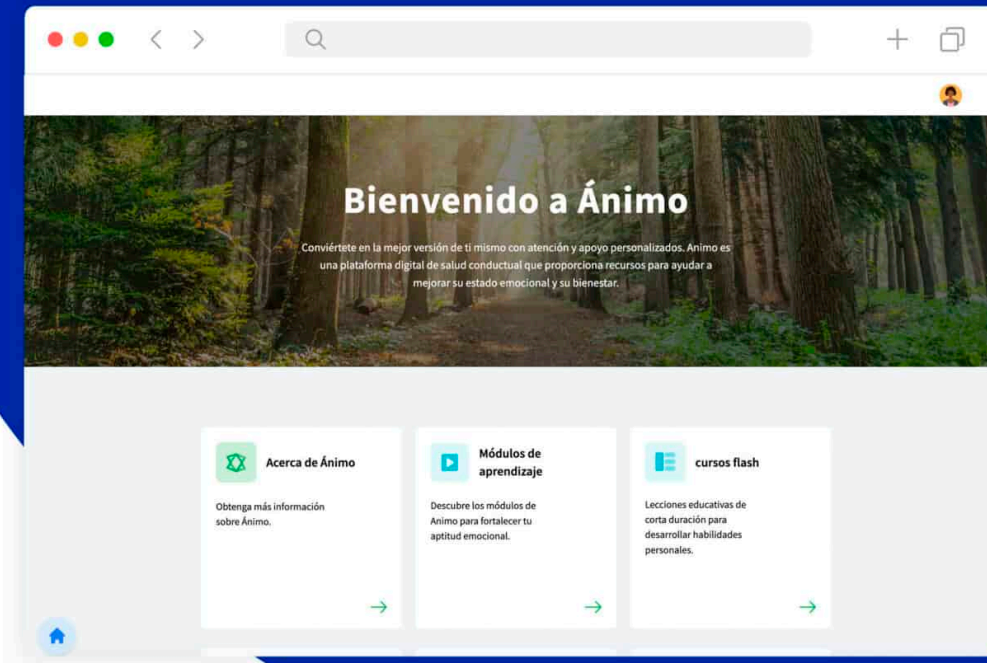 Bienvenido a Ánimo
Conviértete en la mejor versión de ti mismo con atención y apoyo personalizados. Animo es
una plataforma digital de salud conductual que proporciona recursos para ayudar a
mejorar su estado emocional y su bienestar.
Acerca de Ánimo
Obtenga más información
sobre Ánimo.
Módulos de
aprendizaje
Descubre los módulos de
Animo para fortalecer tu
aptitud emocional.
cursos flash
Lecciones educativas de
corta duración para
desarrollar habilidades
personales.